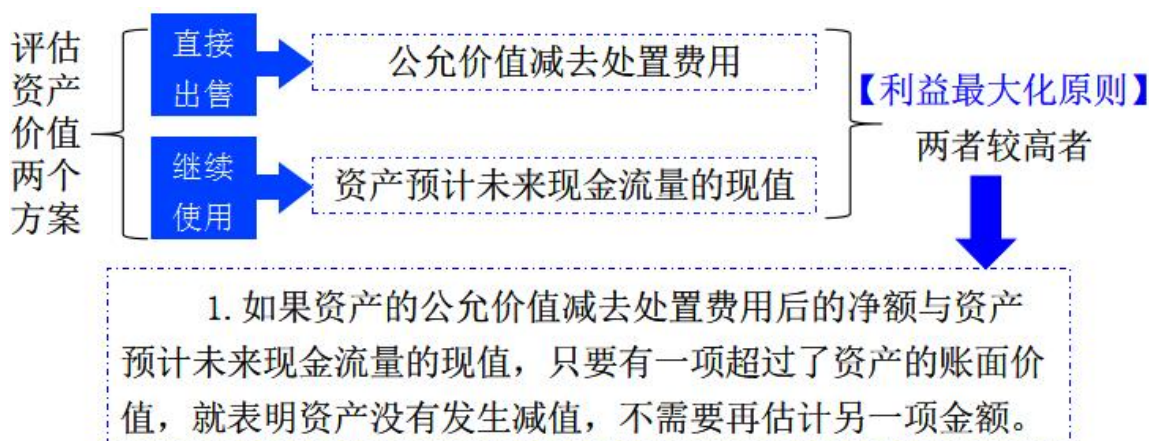 评估
资产
价值
两个
方案
直接
出售
公允价值减去处置费用
继续
使用
资产预计未来现金流量的现值
【利益最大化原则】
两者较高者
1.如果资产的公允价值减去处置费用后的净额与资产
预计未来现金流量的现值，只要有一项超过了资产的账面价
值，就表明资产没有发生减值，不需要再估计另一项金额。